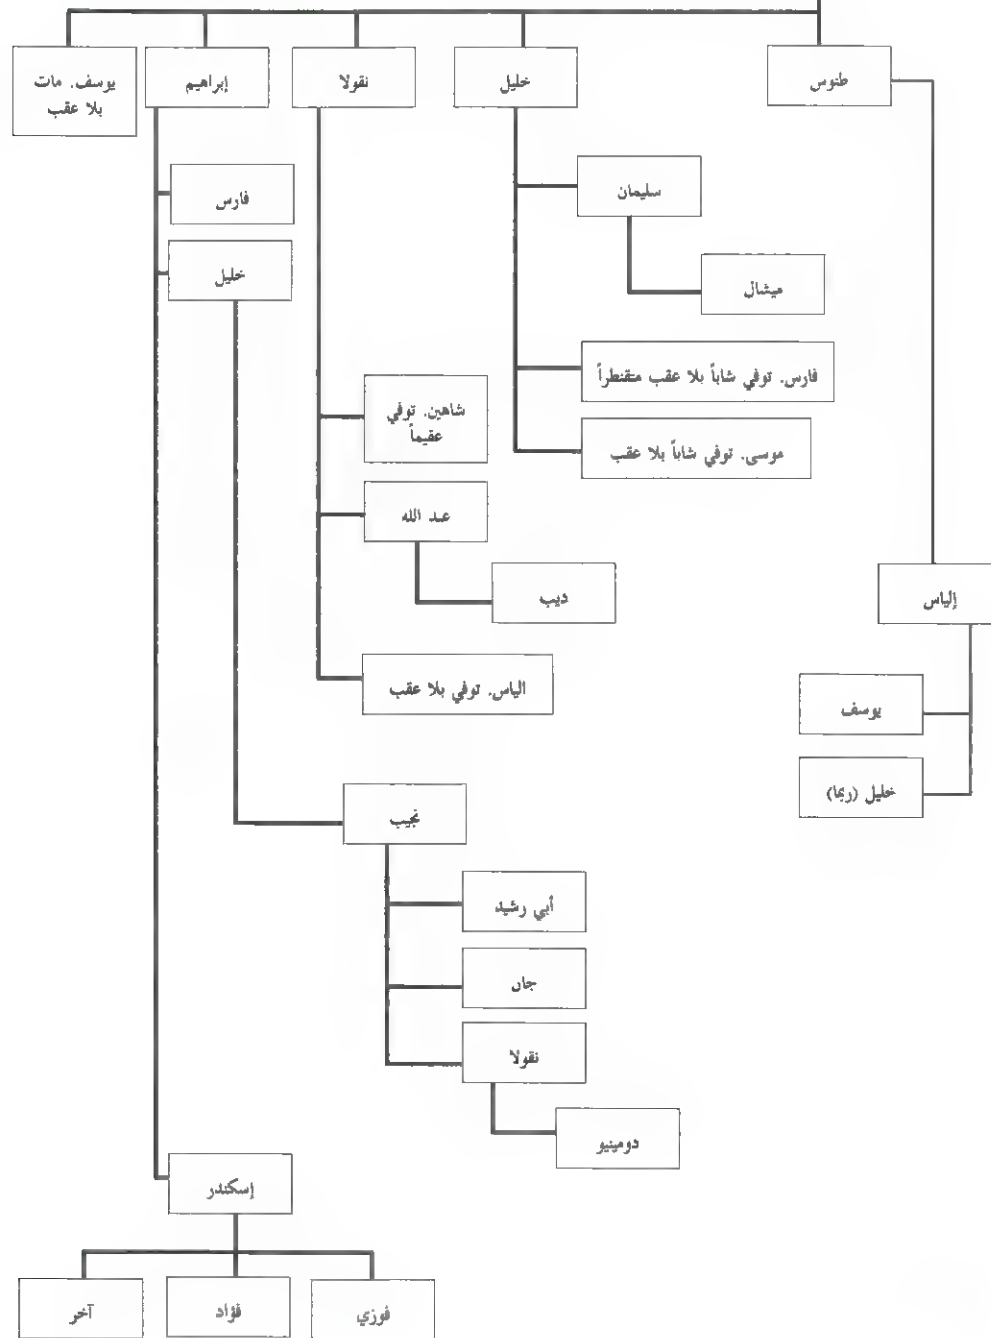 طنوس
خليل
نقولا
إبراهيم
يوسف. مات
بلا عقب
سليمان
ميشال
فارس. توفي شاباً بلا عقب متقنطراً
موسى. توفي شاباً بلا عقب
فارس
خليل
شاهين. توفي
عقيماً
عبد الله
ديب
الياس. توفي بلا عقب
إلياس
يوسف
خليل (ربما)
نجيب
أبي رشيد
جان
نقولا
دومينيو
إسكندر
فوزي
فؤاد
آخر